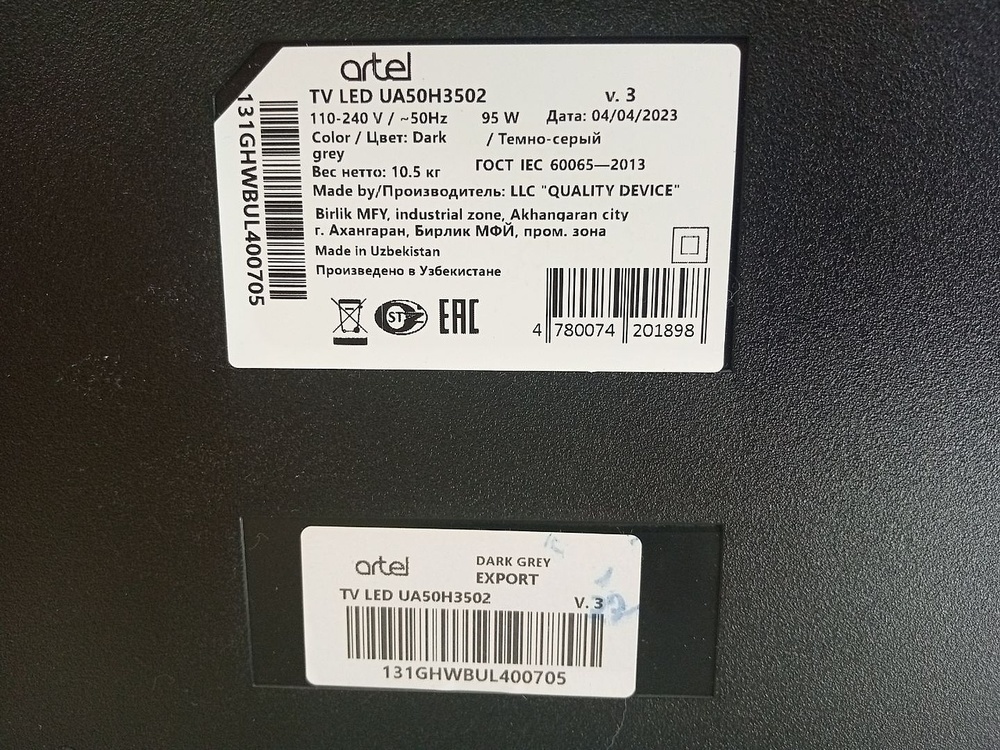 artel
TV LED UA50H3502 v. 3
110-240 V / ~50Hz 95 W Дата: 04/04/2023
Color / Цвет: Dark grey / Темно-серый
Вес нетто: 10.5 кг ГОСТ IEC 60065—2013
Made by/Производитель: LLC "QUALITY DEVICE"
Birlik MFY, industrial zone, Akhangaran city
г. Ахангаран, Бирлик МФЙ, пром. зона
Made in Uzbekistan
Произведено в Узбекистане
ST
EAC
4 780074 201898
131GHWBUL400705
artel
DARK GREY
EXPORT
TV LED UA50H3502 V. 3
131GHWBUL400705